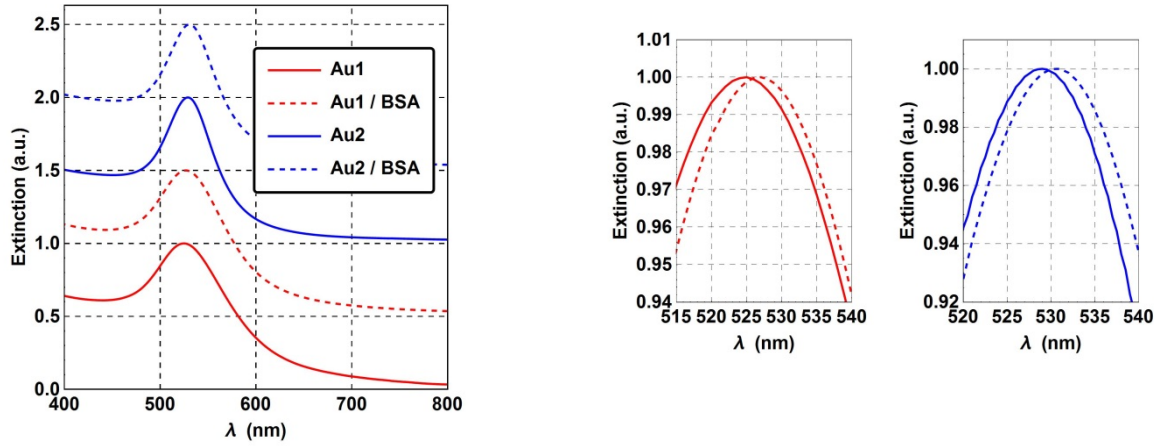 2.5
2.0
1.5
1.0
0.5
0.0
Extinction (a.u.)
400 500 600 700 800
λ (nm)
Au1
Au1 / BSA
Au2
Au2 / BSA
1.01
1.00
0.99
0.98
0.97
0.96
0.95
0.94
Extinction (a.u.)
515 520 525 530 535 540
λ (nm)
1.00
0.98
0.96
0.94
0.92
Extinction (a.u.)
520 525 530 535 540
λ (nm)